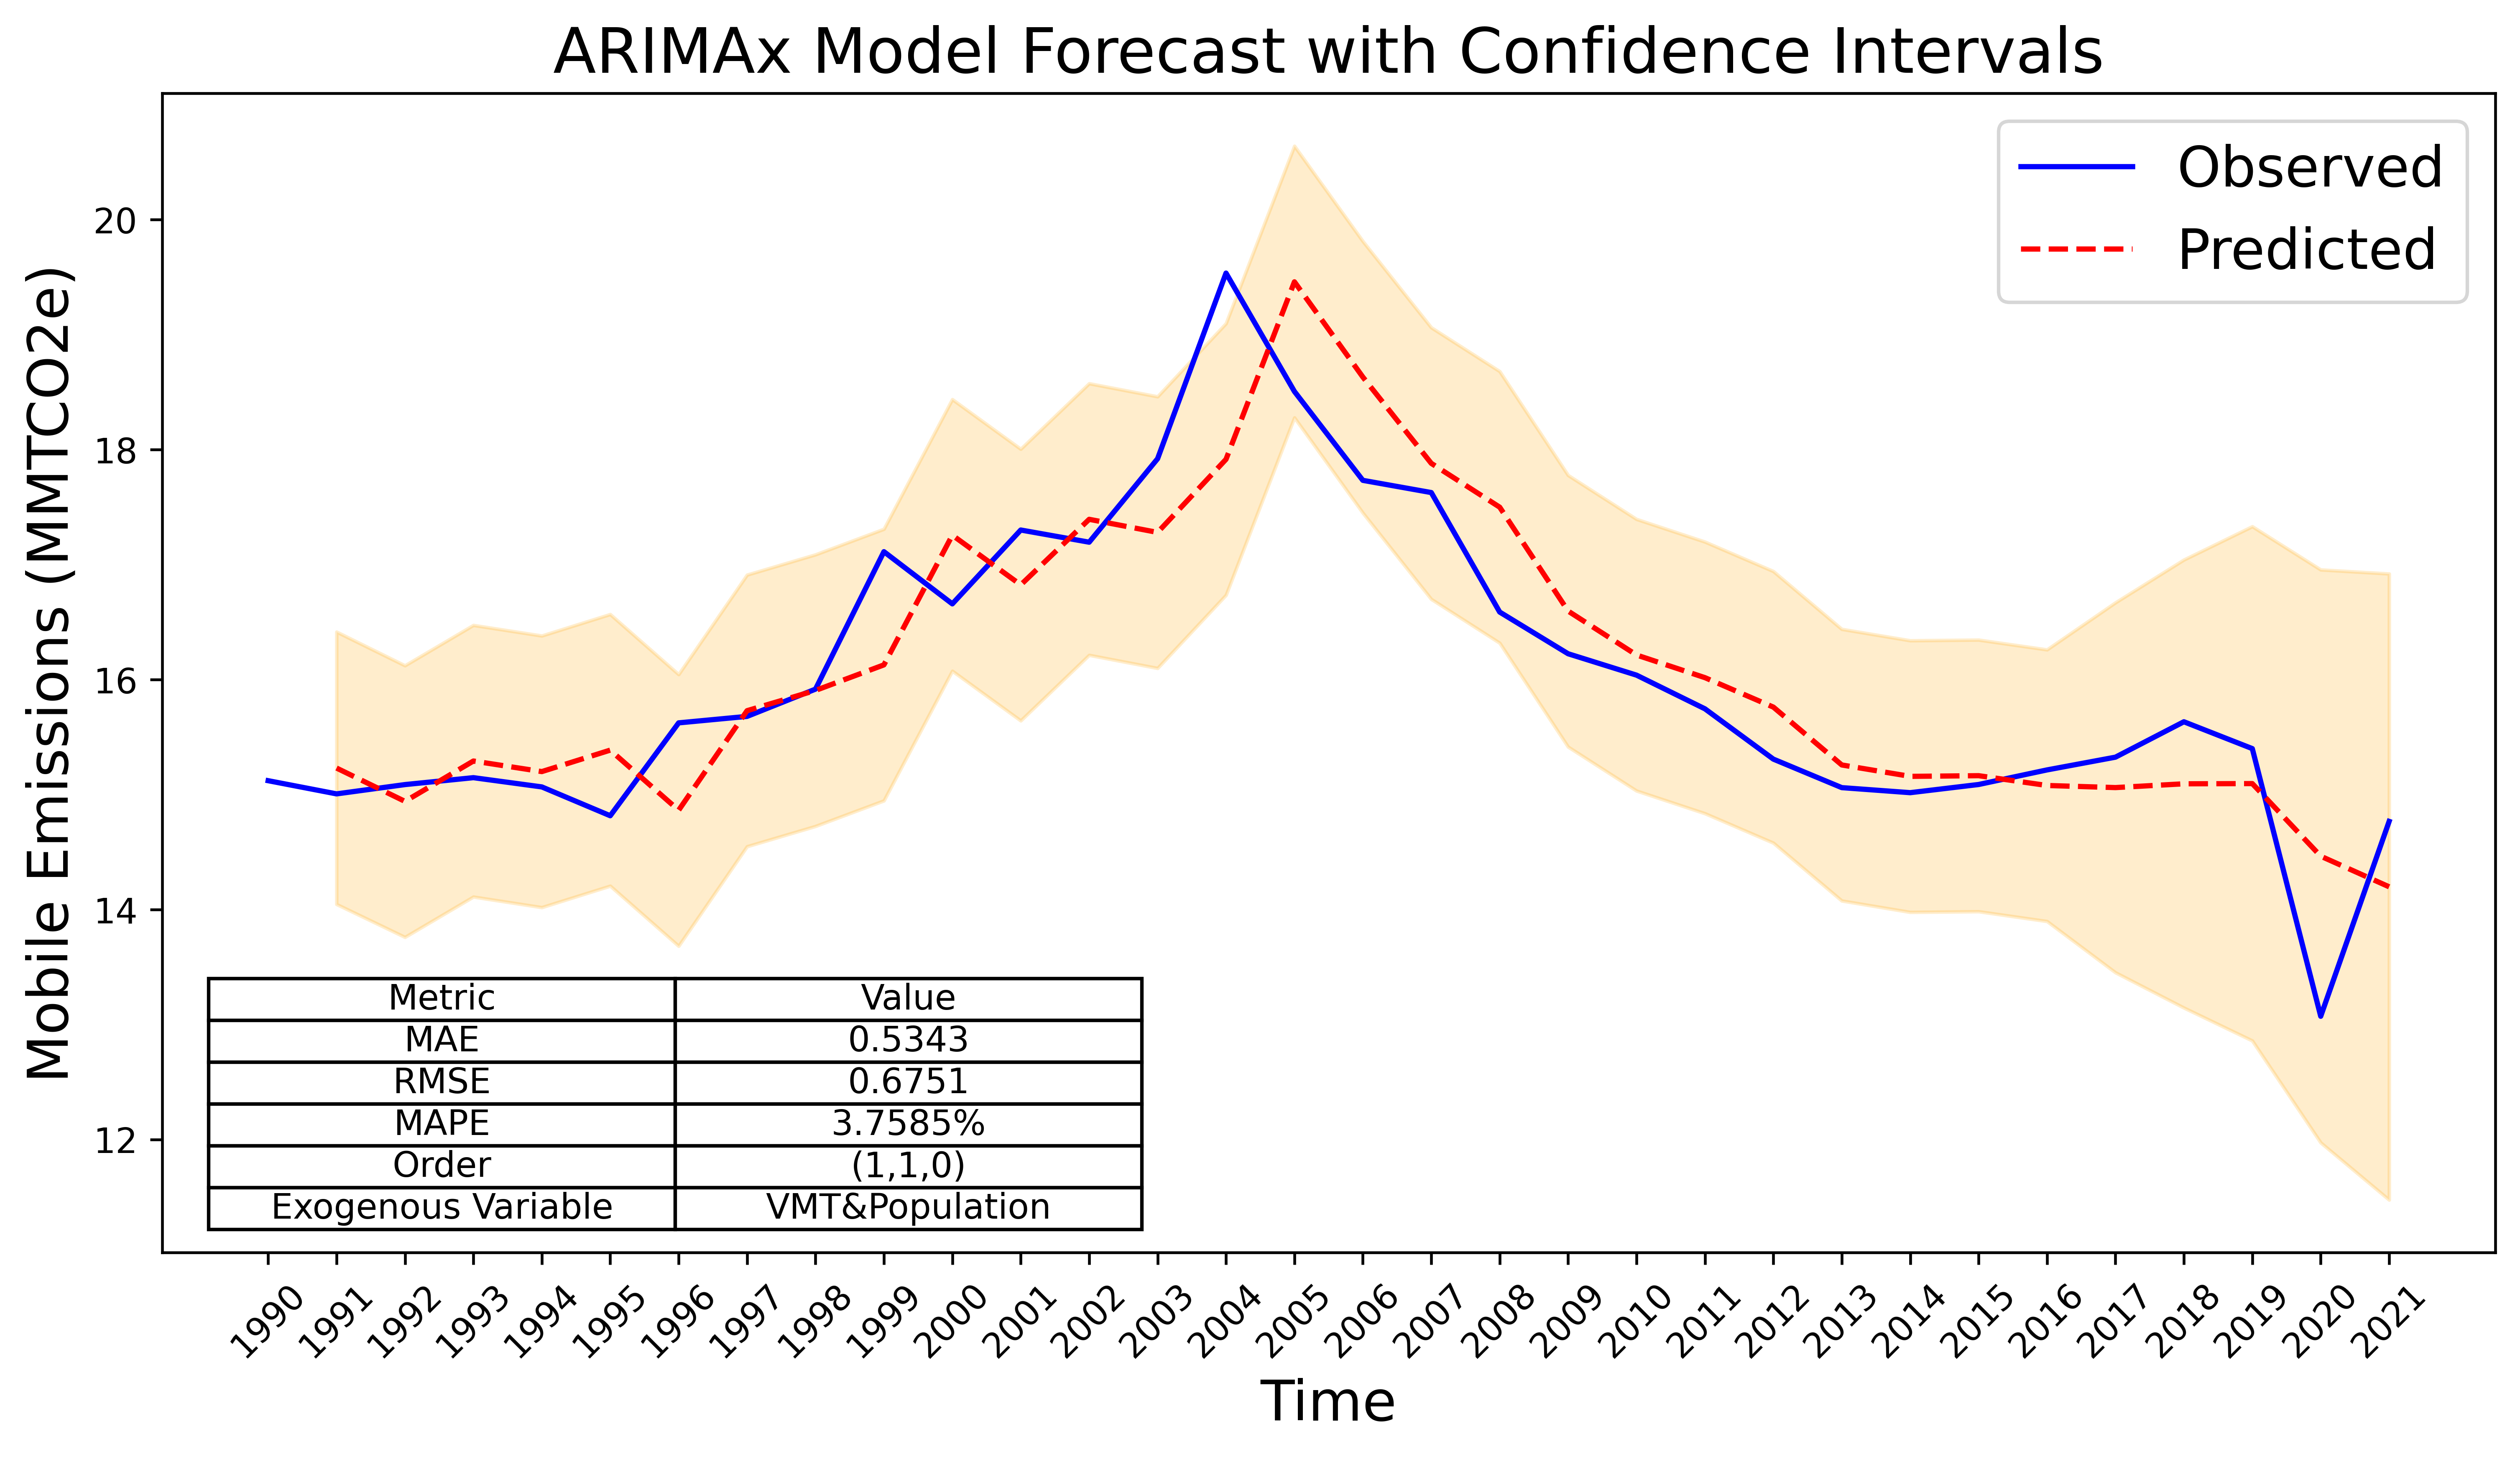 ARIMAx Model Forecast with Confidence Intervals
Observed
Predicted
Mobile Emissions (MMTCO2e)
20
18
16
14
12
Metric Value
MAE 0.5343
RMSE 0.6751
MAPE 3.7585%
Order (1,1,0)
Exogenous Variable VMT&Population
1990 1991 1992 1993 1994 1995 1996 1997 1998 1999 2000 2001 2002 2003 2004 2005 2006 2007 2008 2009 2010 2011 2012 2013 2014 2015 2016 2017 2018 2019 2020 2021
Time